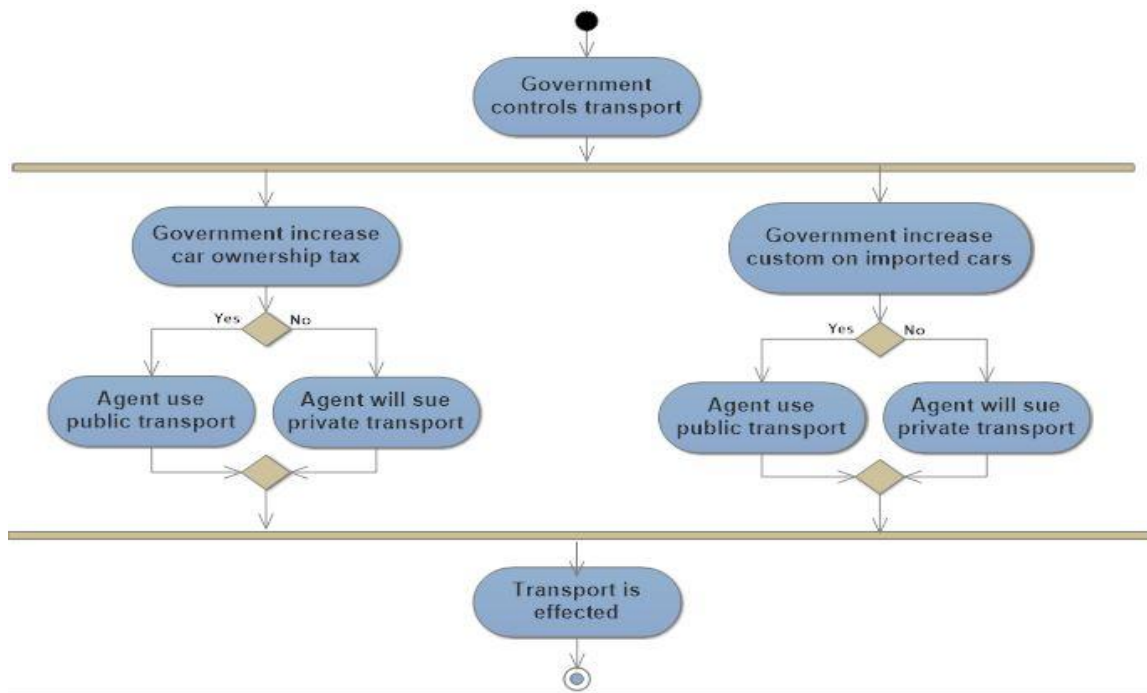 Government
controls transport
Government increase
car ownership tax
Government increase
custom on imported cars
Yes
No
Yes
No
Agent use
public transport
Agent will sue
private transport
Agent use
public transport
Agent will sue
private transport
Transport is
effected